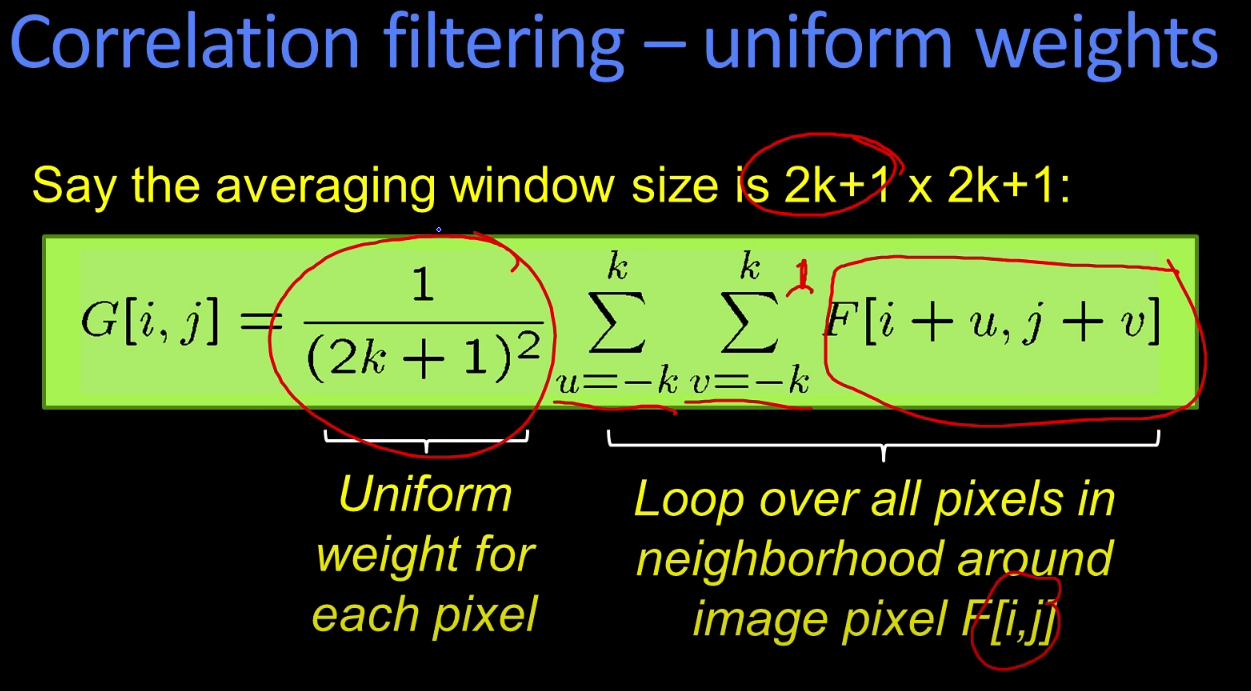 Correlation filtering – uniform weights
Say the averaging window size is 2k+1 x 2k+1:
G[i, j] = \frac{1}{(2k + 1)^2} \sum_{u=-k}^{k} \sum_{v=-k}^{k} 1 F[i + u, j + v]
Uniform
weight for
each pixel
Loop over all pixels in
neighborhood around
image pixel F[i,j]